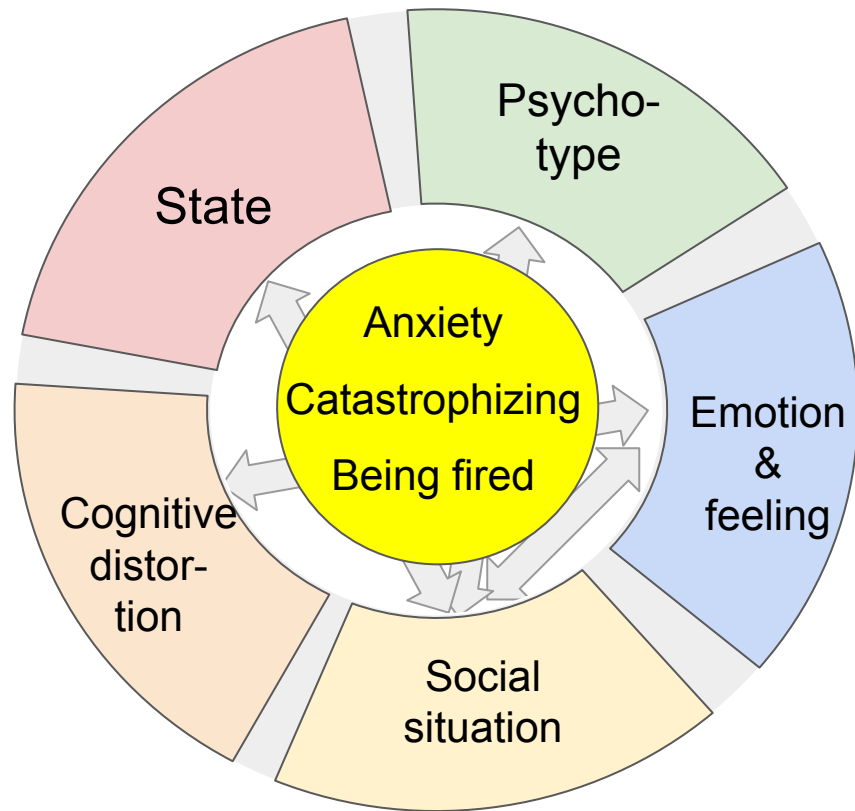 Psycho-
type
State
Anxiety
Catastrophizing
Being fired
Emotion
&
feeling
Cognitive
distor-
tion
Social
situation